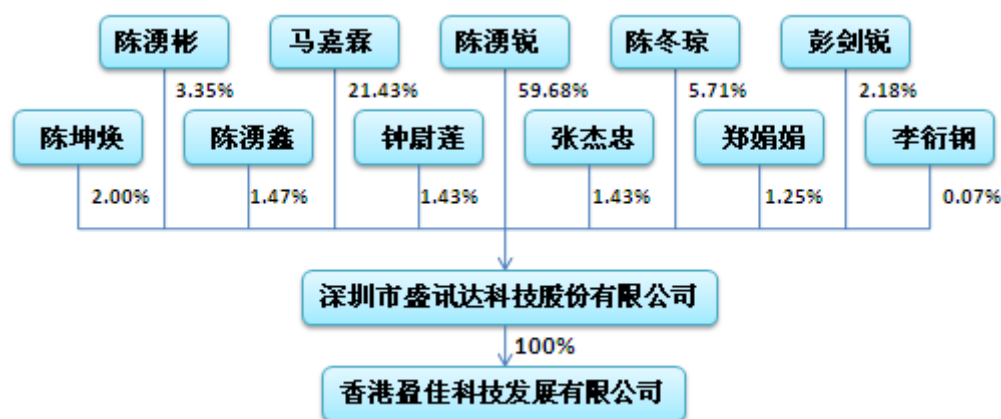 陈湧彬 马嘉霖 陈湧锐 陈冬琼 彭剑锐
3.35% 21.43% 59.68% 5.71% 2.18%
陈坤焕 陈湧鑫 钟尉莲 张杰忠 郑娟娟 李衍钢
2.00% 1.47% 1.43% 1.43% 1.25% 0.07%
深圳市盛讯达科技股份有限公司
100%
香港盈佳科技发展有限公司